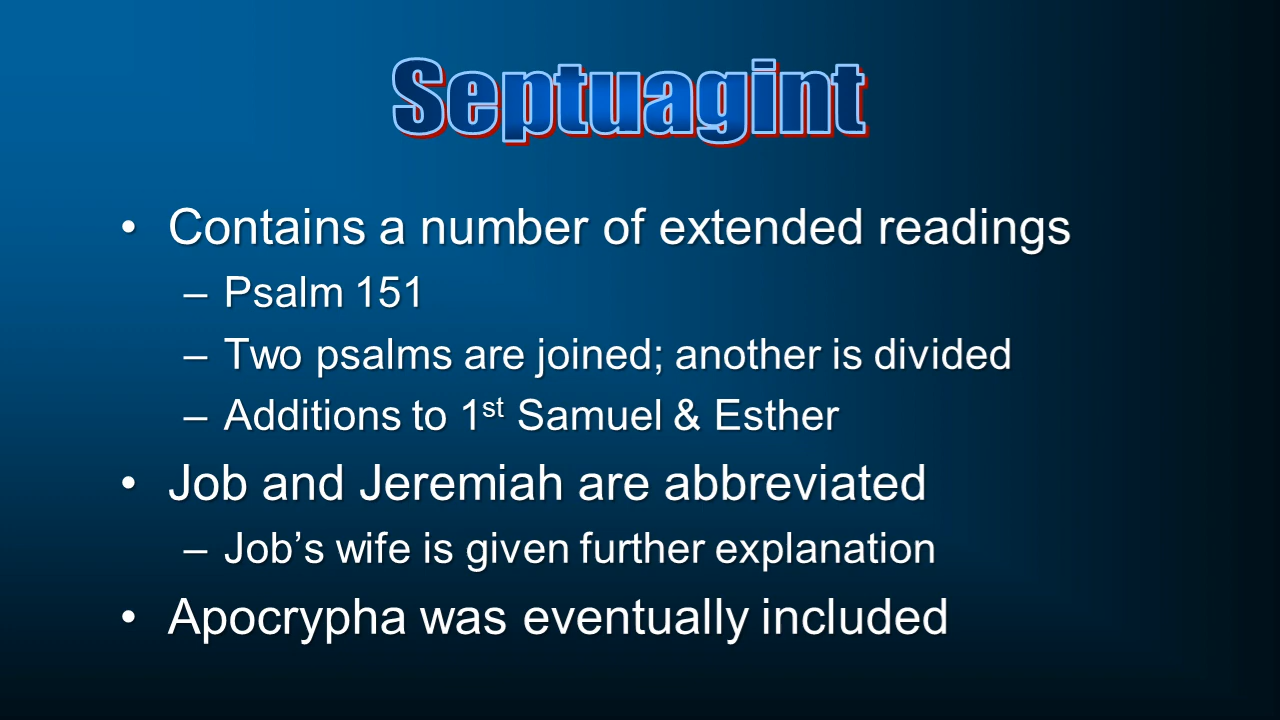 Septuagint
• Contains a number of extended readings
– Psalm 151
– Two psalms are joined; another is divided
– Additions to 1st Samuel & Esther
• Job and Jeremiah are abbreviated
– Job’s wife is given further explanation
• Apocrypha was eventually included